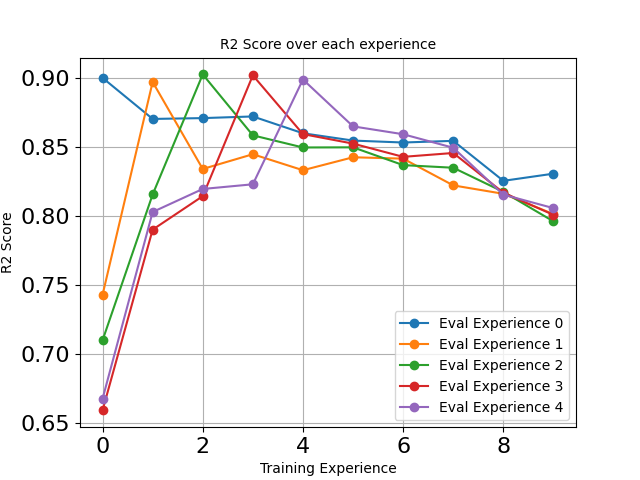 R2 Score over each experience
0.90
0.85
0.80
0.75
0.70
0.65
R2 Score
0 2 4 6 8
Training Experience
Eval Experience 0
Eval Experience 1
Eval Experience 2
Eval Experience 3
Eval Experience 4